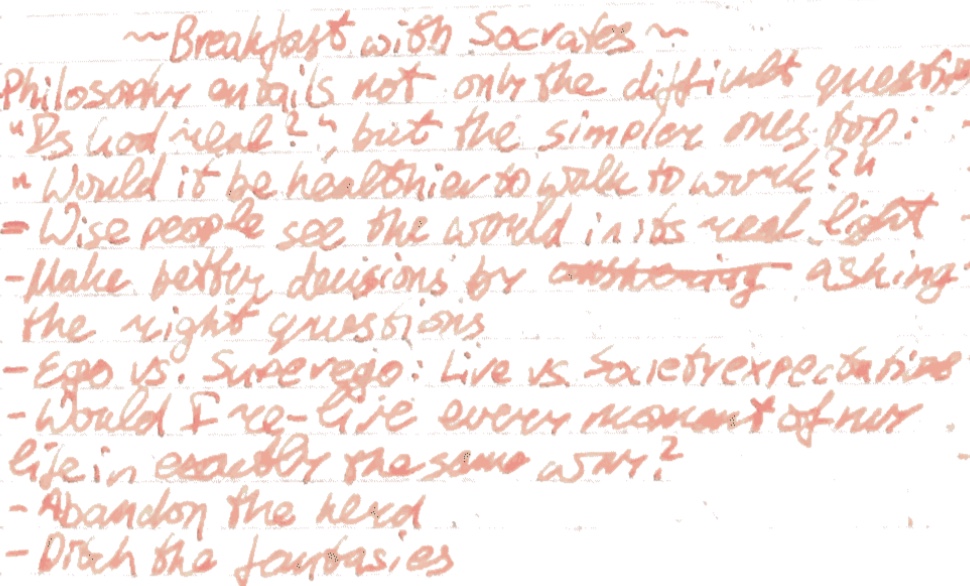 ~Breakfast with Socrates~
Philosophy entails not only the difficult questions
"Is God real?", but the simpler ones too:
"Would it be healthier to walk to work?"
- Wise people see the world in its real light
- Make better decisions by asking
the right questions
- Ego vs. Superego: Live vs. Society expectations
- Would I re-live every moment of my
life in exactly the same way?
- Abandon the herd
- Ditch the fantasies